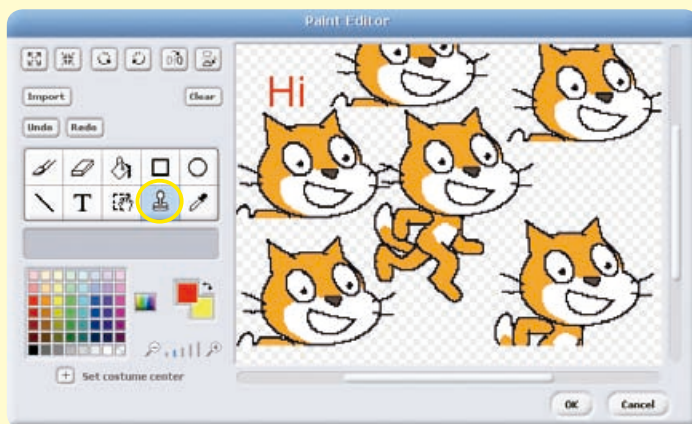 Paint Editor
Import
Clear
Undo
Redo
T
Set costume center
OK
Cancel
Hi